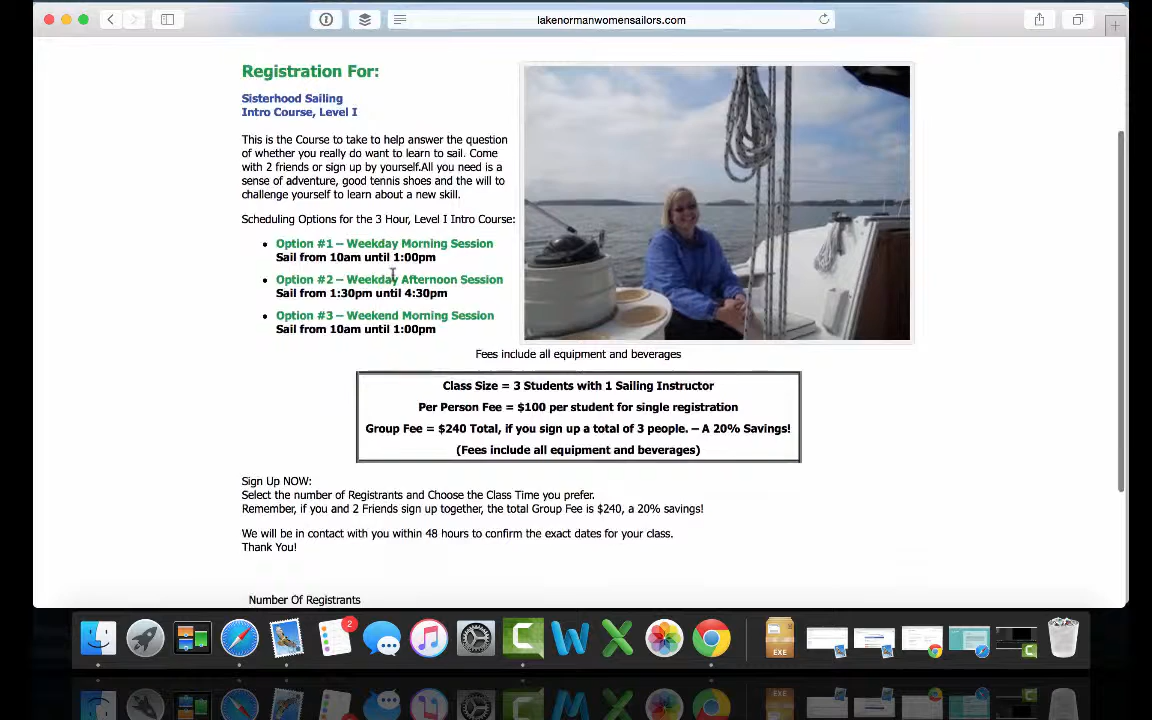 lakenormanwomensailors.com
Registration For:
Sisterhood Sailing
Intro Course, Level I
This is the Course to take to help answer the question
of whether you really do want to learn to sail. Come
with 2 friends or sign up by yourself.All you need is a
sense of adventure, good tennis shoes and the will to
challenge yourself to learn about a new skill.
Scheduling Options for the 3 Hour, Level I Intro Course:
Option #1 – Weekday Morning Session
Sail from 10am until 1:00pm
Option #2 – Weekday Afternoon Session
Sail from 1:30pm until 4:30pm
Option #3 – Weekend Morning Session
Sail from 10am until 1:00pm
Fees include all equipment and beverages
Class Size = 3 Students with 1 Sailing Instructor
Per Person Fee = $100 per student for single registration
Group Fee = $240 Total, if you sign up a total of 3 people. – A 20% Savings!
(Fees include all equipment and beverages)
Sign Up NOW:
Select the number of Registrants and Choose the Class Time you prefer.
Remember, if you and 2 Friends sign up together, the total Group Fee is $240, a 20% savings!
We will be in contact with you within 48 hours to confirm the exact dates for your class.
Thank You!
Number Of Registrants
2
EXE